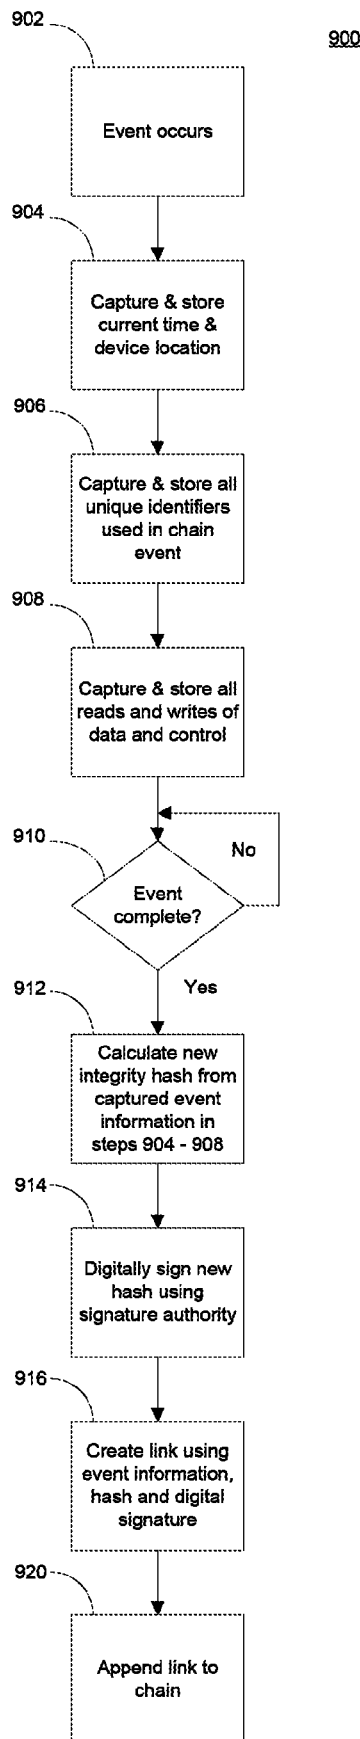 902
900
Event occurs
904
Capture & store
current time &
device location
906
Capture & store all
unique identifiers
used in chain
event
908
Capture & store all
reads and writes of
data and control
910
No
Event
complete?
Yes
912
Calculate new
integrity hash from
captured event
information in
steps 904 - 908
914
Digitally sign new
hash using
signature authority
916
Create link using
event information,
hash and digital
signature
920
Append link to
chain